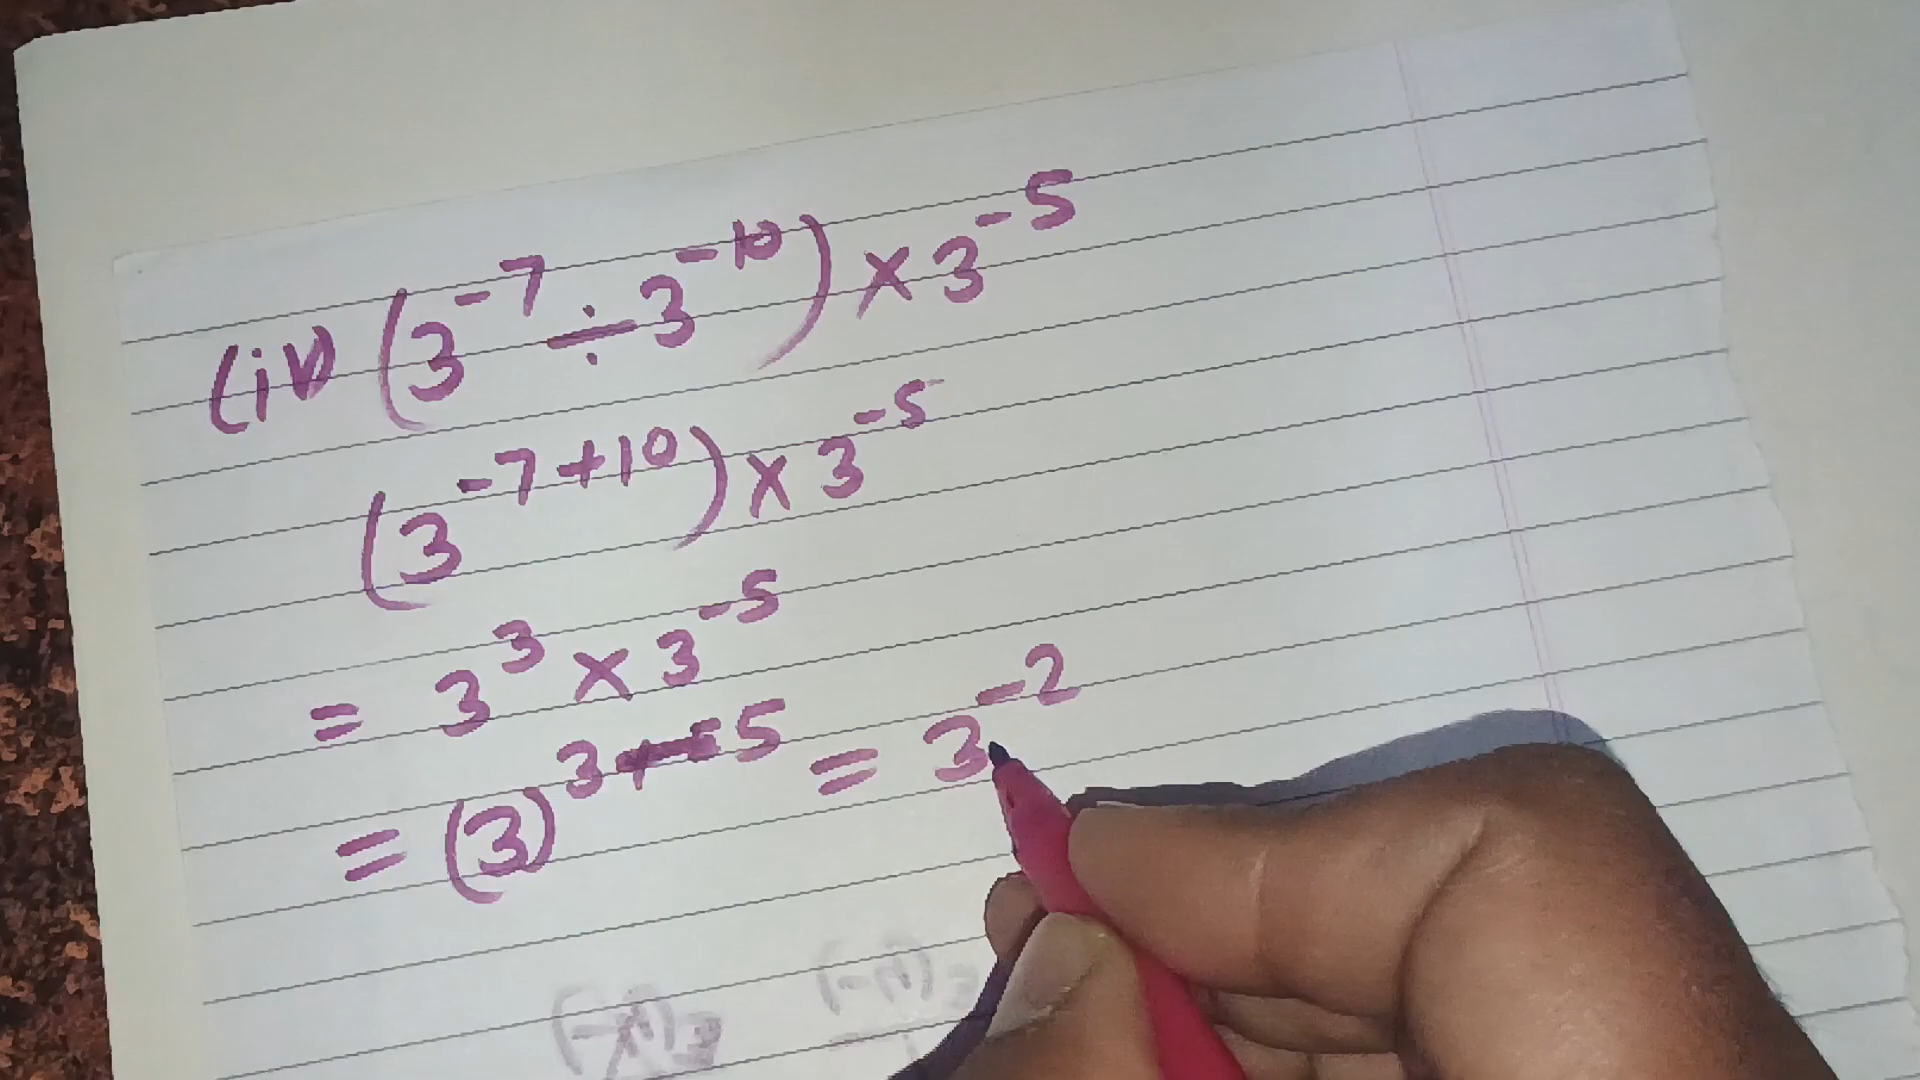 (iv) (3^-7 ÷ 3^-10) × 3^-5
(3^-7+10) × 3^-5
= 3^3 × 3^-5
= (3)^3-5 = 3^-2